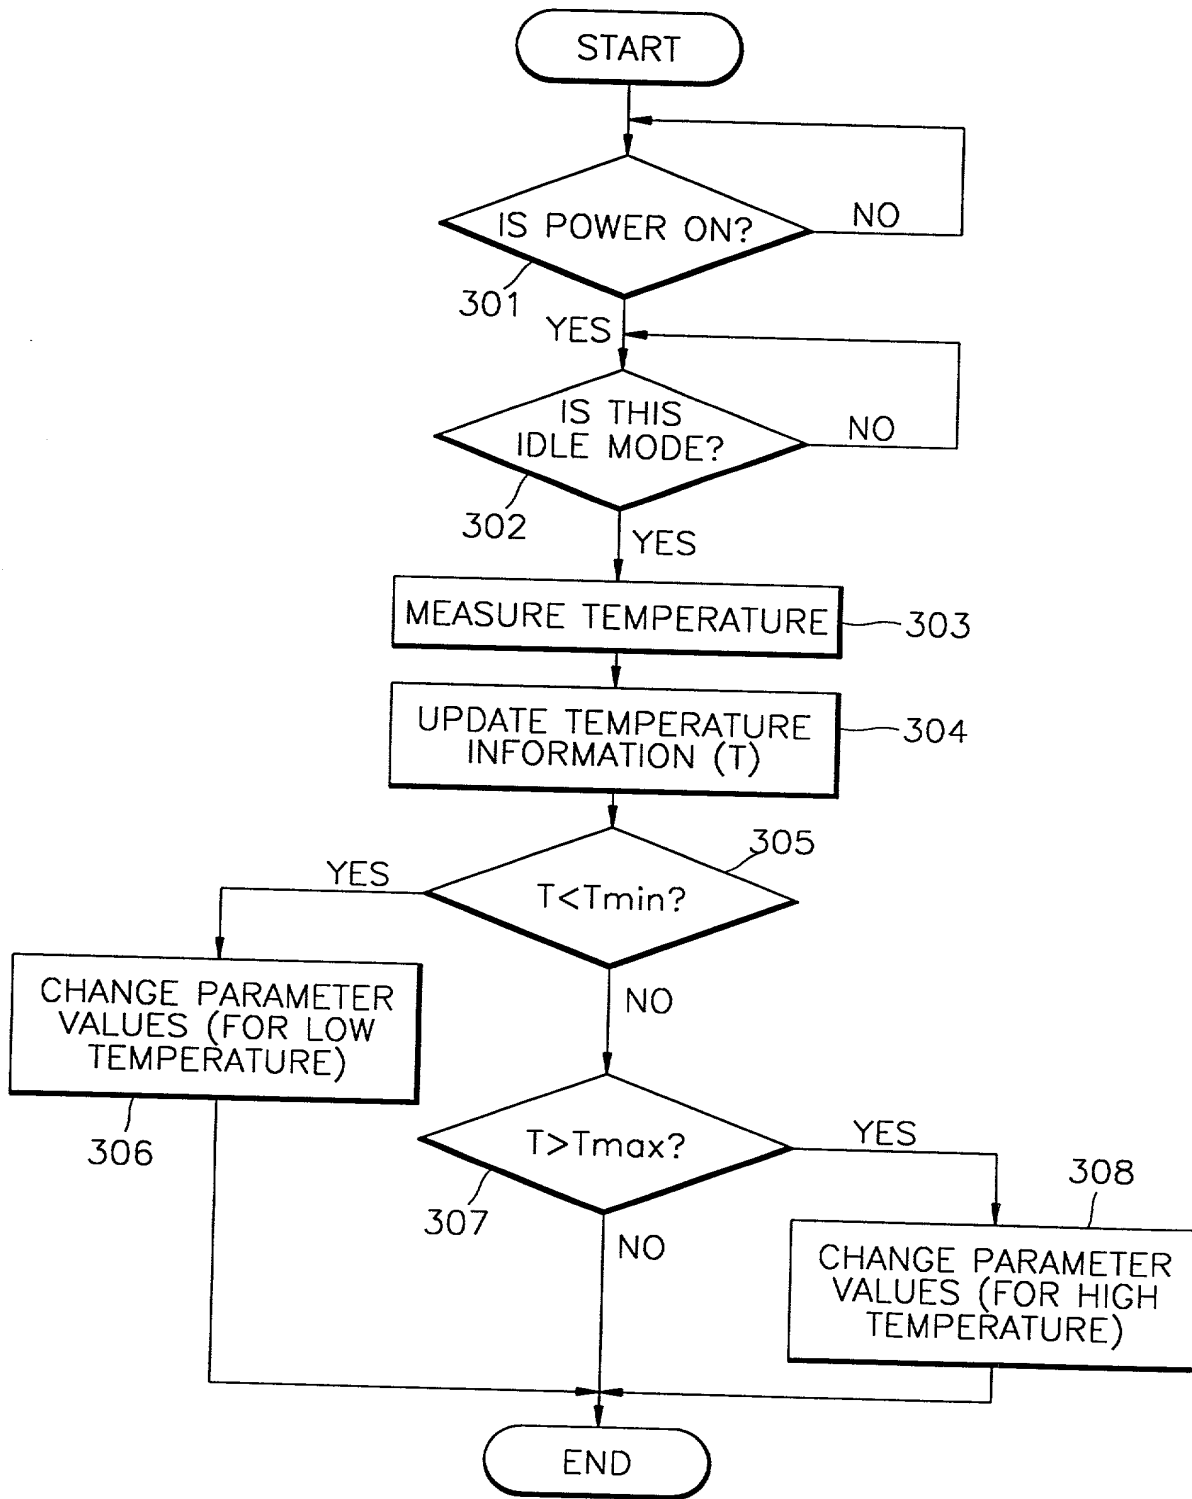 START
IS POWER ON?
NO
301
YES
IS THIS
IDLE MODE?
NO
302
YES
MEASURE TEMPERATURE
303
UPDATE TEMPERATURE
INFORMATION (T)
304
305
YES
T<Tmin?
NO
CHANGE PARAMETER
VALUES (FOR LOW
TEMPERATURE)
306
T>Tmax?
YES
307
308
NO
CHANGE PARAMETER
VALUES (FOR HIGH
TEMPERATURE)
END